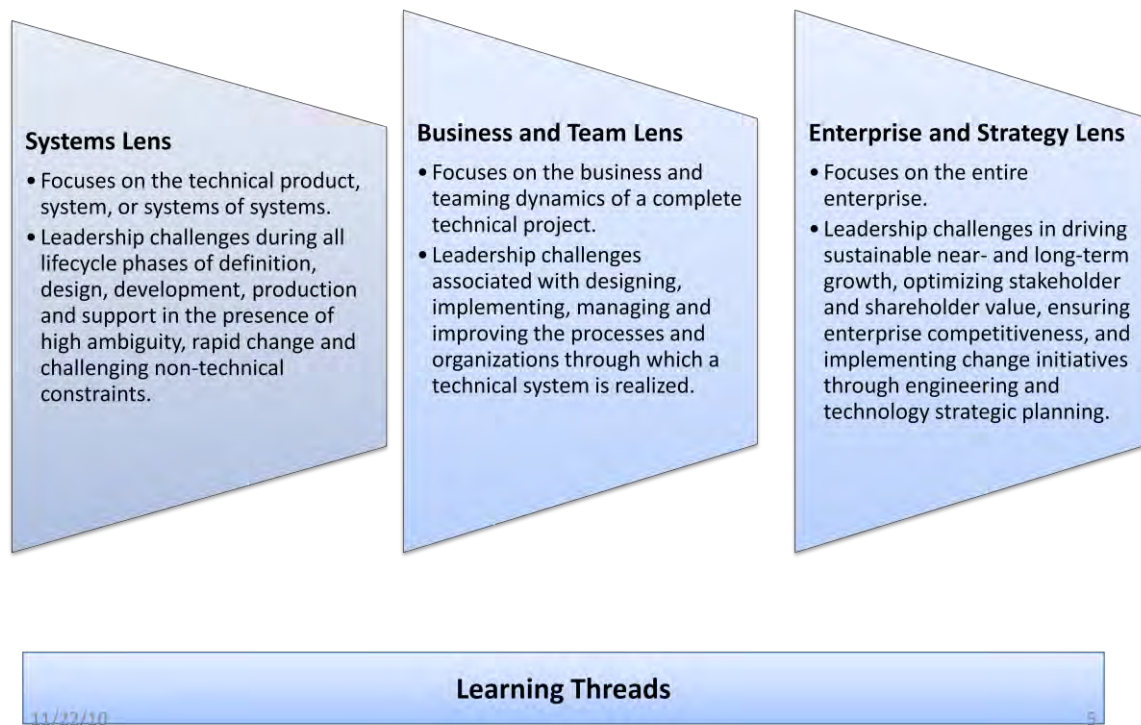 Systems Lens
• Focuses on the technical product,
system, or systems of systems.
• Leadership challenges during all
lifecycle phases of definition,
design, development, production
and support in the presence of
high ambiguity, rapid change and
challenging non-technical
constraints.
Business and Team Lens
• Focuses on the business and
teaming dynamics of a complete
technical project.
• Leadership challenges
associated with designing,
implementing, managing and
improving the processes and
organizations through which a
technical system is realized.
Enterprise and Strategy Lens
• Focuses on the entire
enterprise.
• Leadership challenges in driving
sustainable near- and long-term
growth, optimizing stakeholder
and shareholder value, ensuring
enterprise competitiveness, and
implementing change initiatives
through engineering and
technology strategic planning.
Learning Threads
11/22/10
5